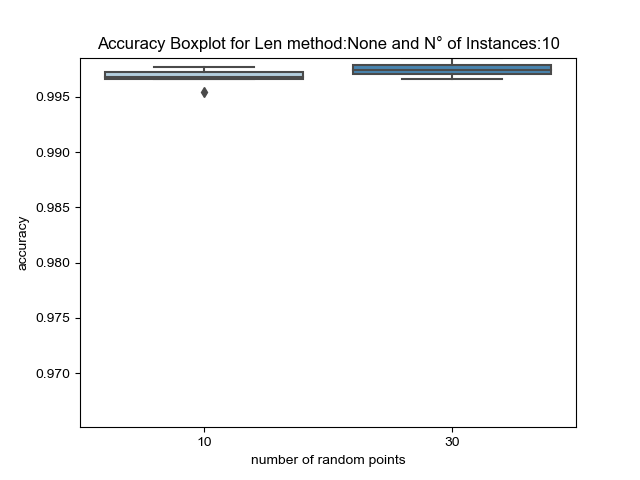 Accuracy Boxplot for Len method:None and N° of Instances:10
0.995
0.990
0.985
0.980
0.975
0.970
accuracy
10 30
number of random points